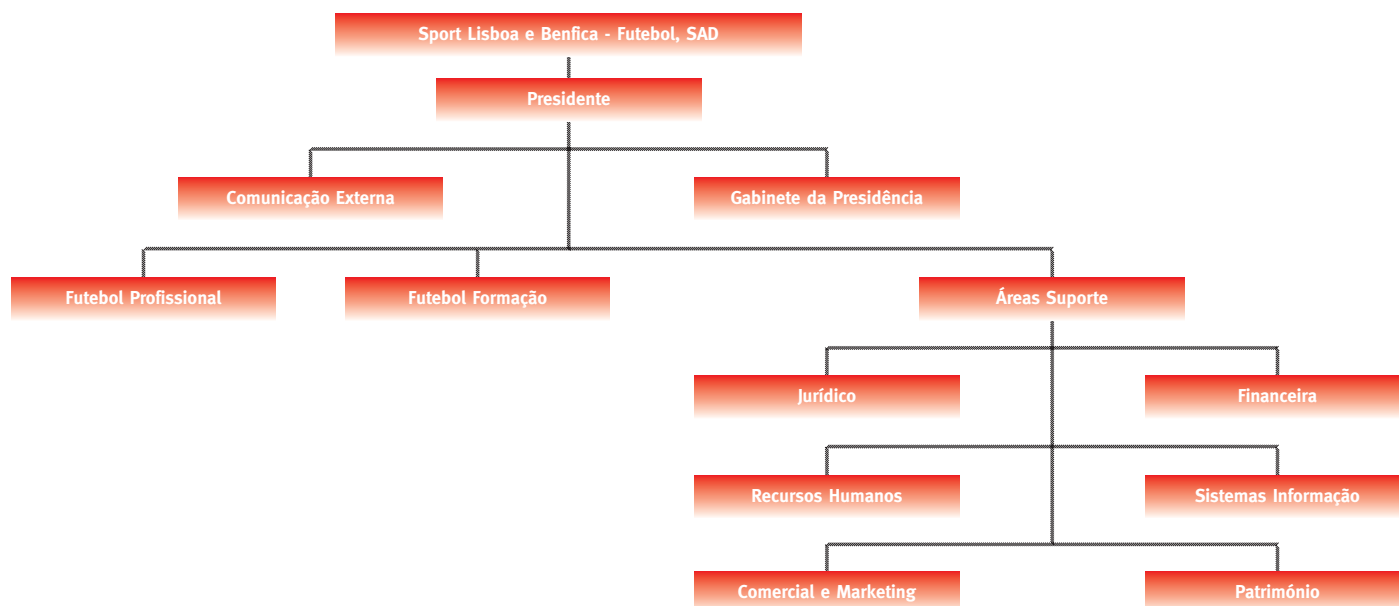 Sport Lisboa e Benfica - Futebol, SAD
Presidente
Comunicação Externa
Gabinete da Presidência
Futebol Profissional
Futebol Formação
Áreas Suporte
Jurídico
Financeira
Recursos Humanos
Sistemas Informação
Comercial e Marketing
Património